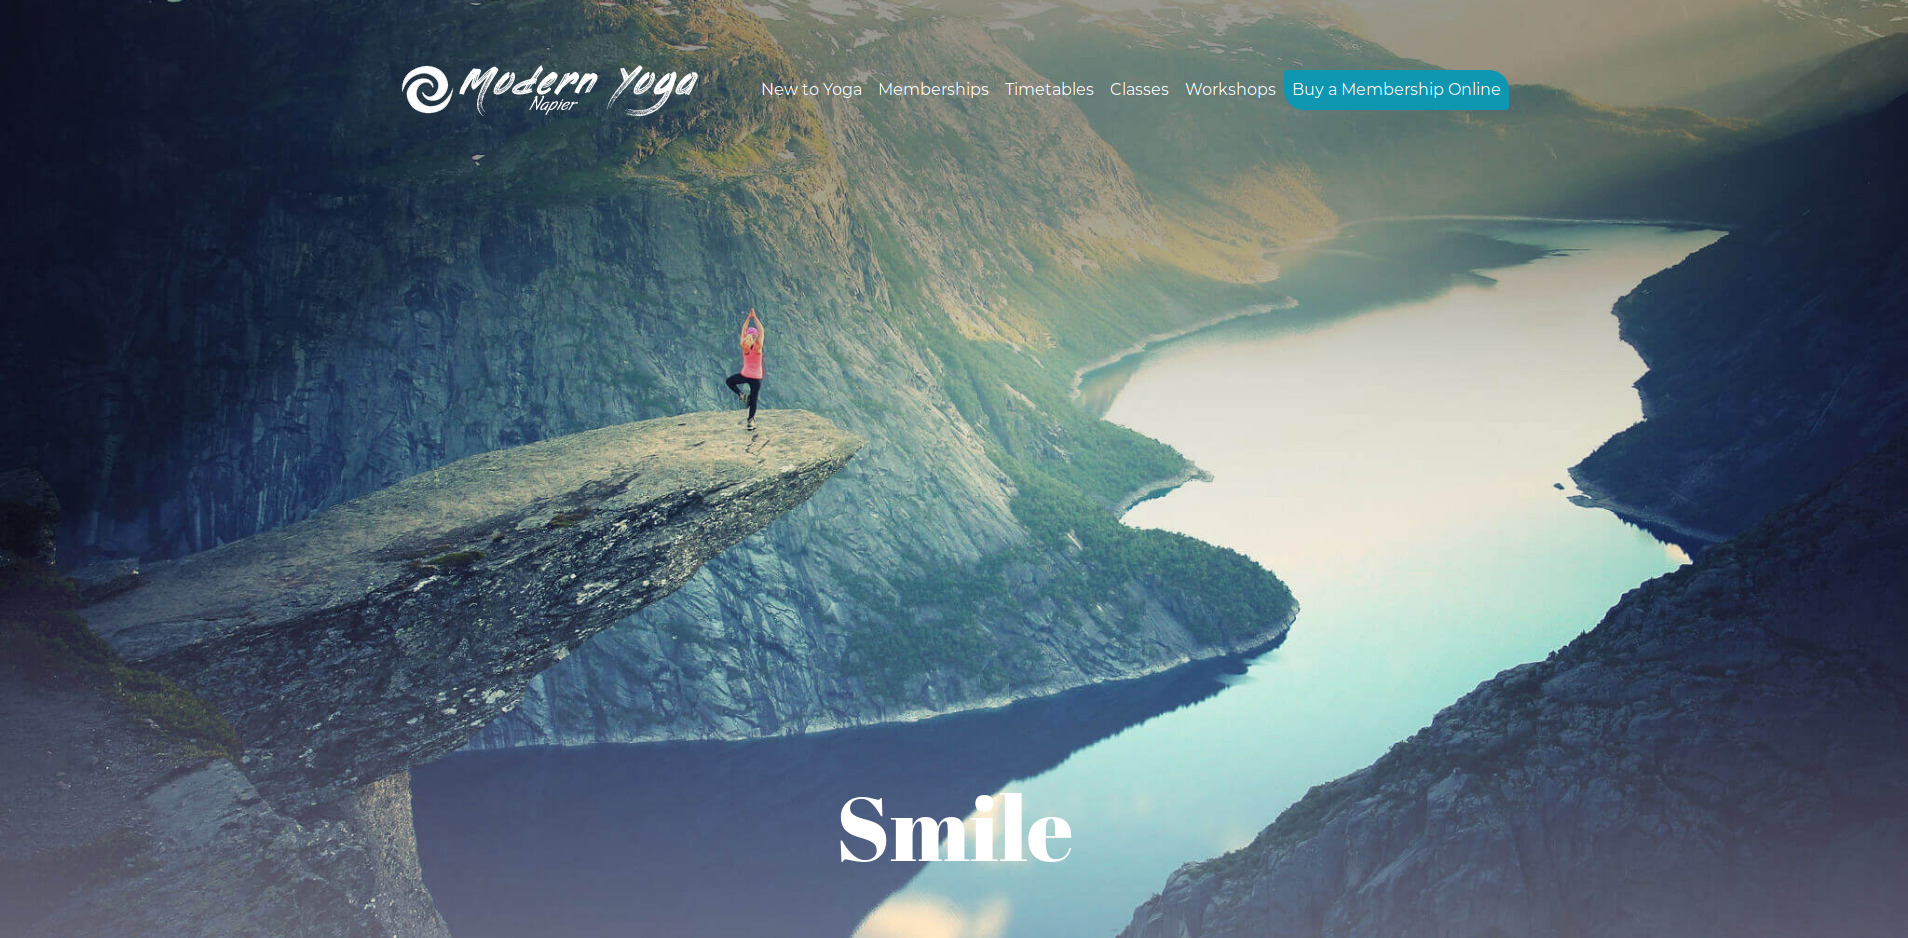 Modern Yoga
Napier
New to Yoga Memberships Timetables Classes Workshops Buy a Membership Online
Smile